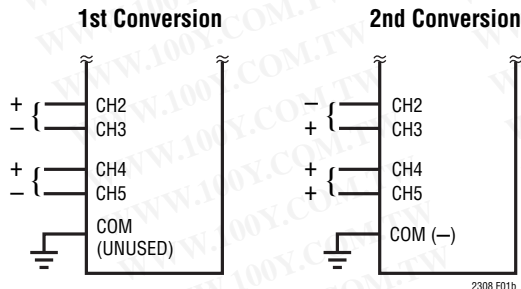 1st Conversion
2nd Conversion
+
–
{
CH2
CH3
+
–
{
CH4
CH5
COM
(UNUSED)
–
+
{
CH2
CH3
+
+
{
CH4
CH5
COM (–)
2308 F01b
WWW.100Y.COM.TW